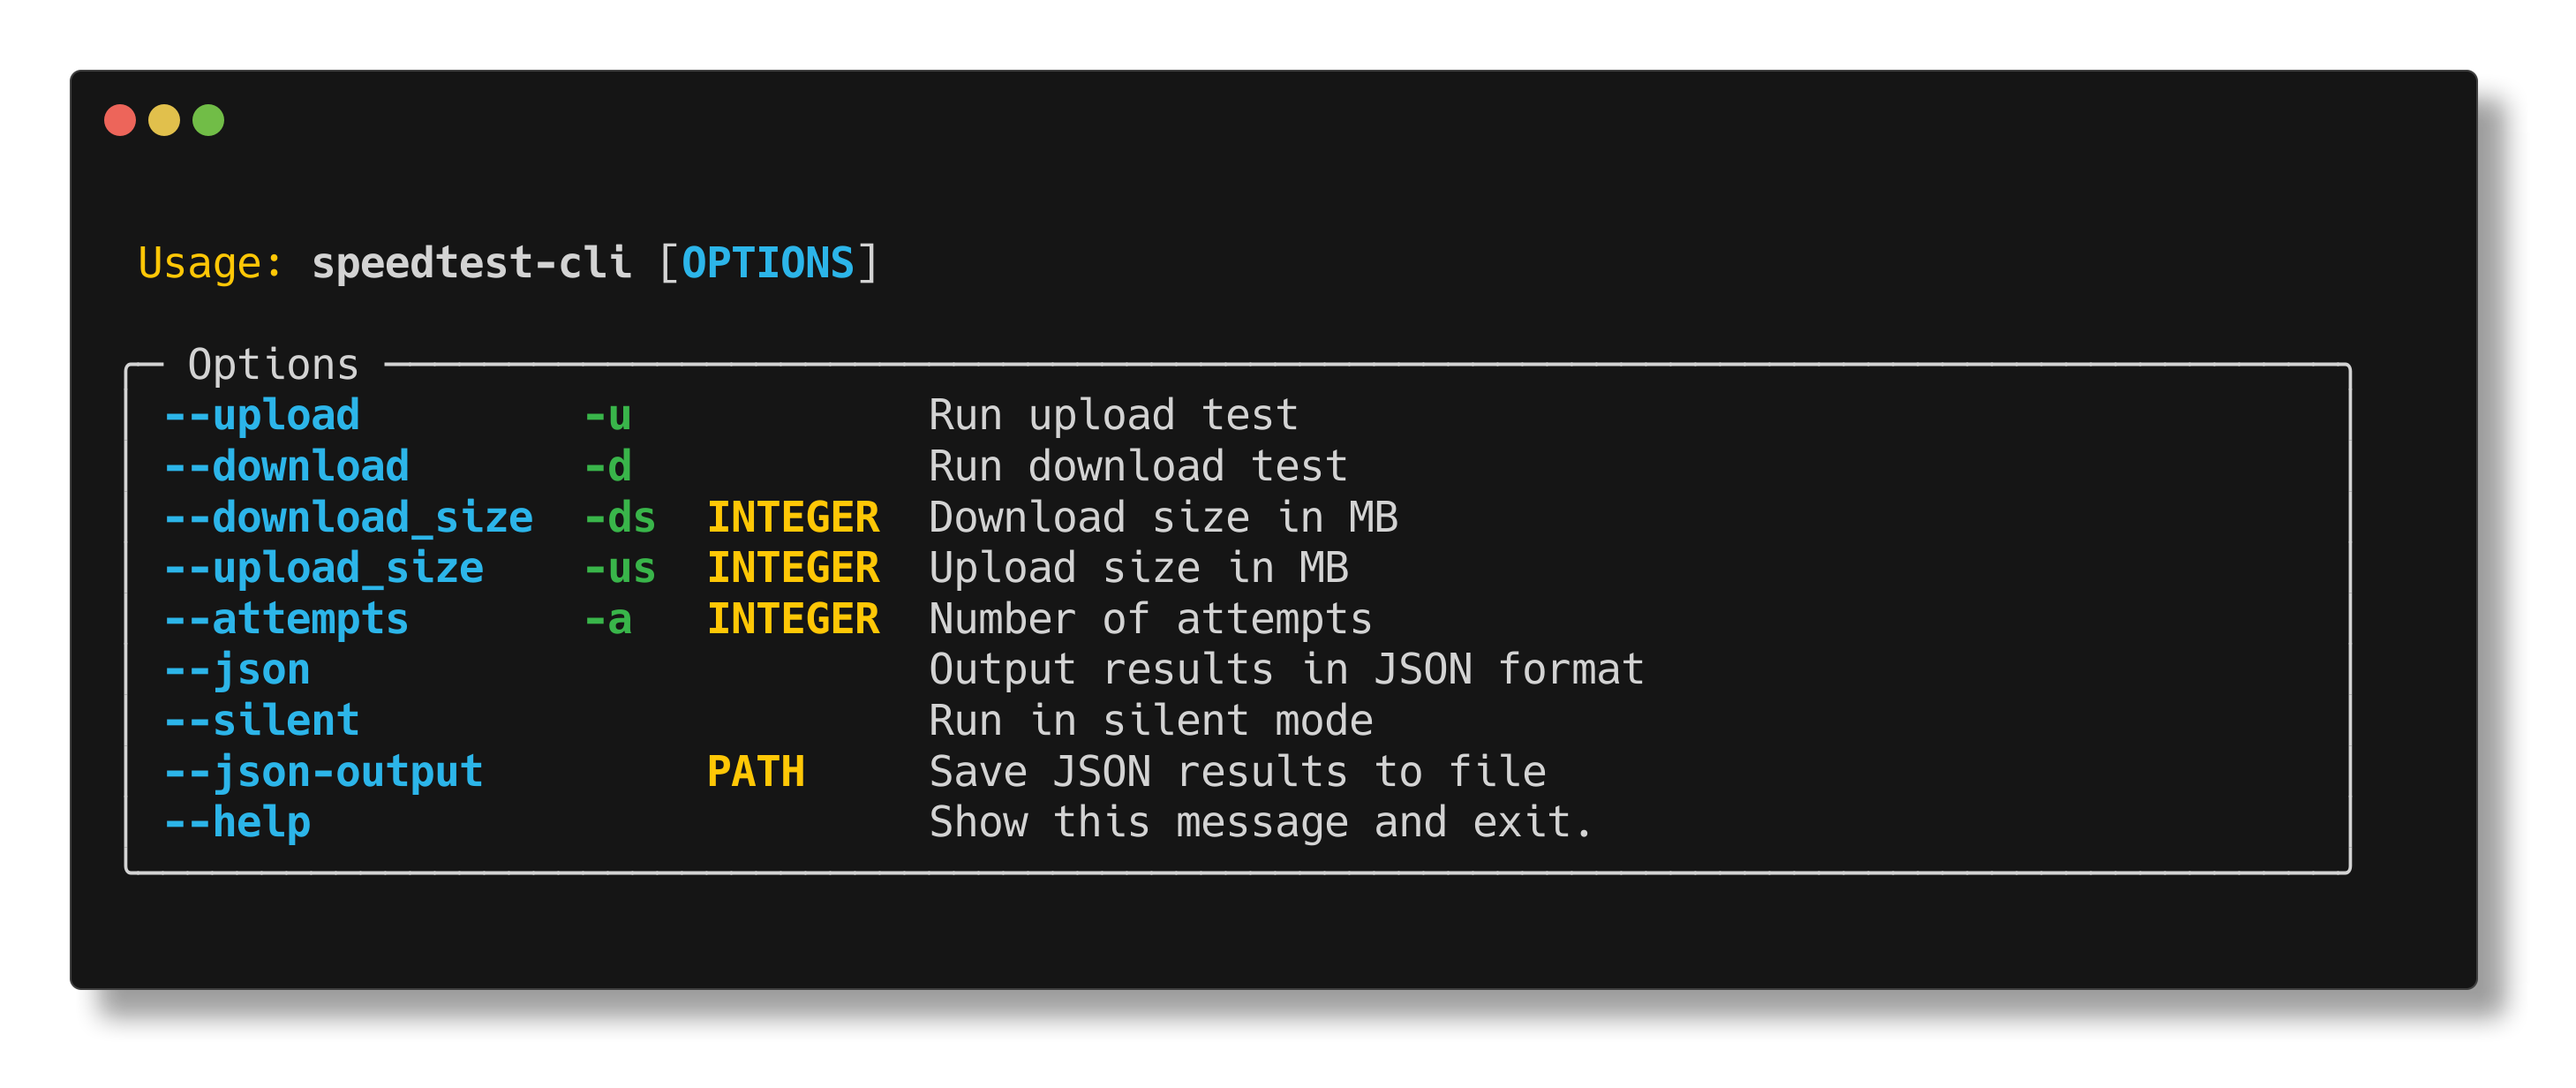 Usage: speedtest-cli [OPTIONS]
Options
--upload -u Run upload test
--download -d Run download test
--download_size -ds INTEGER Download size in MB
--upload_size -us INTEGER Upload size in MB
--attempts -a INTEGER Number of attempts
--json Output results in JSON format
--silent Run in silent mode
--json-output PATH Save JSON results to file
--help Show this message and exit.